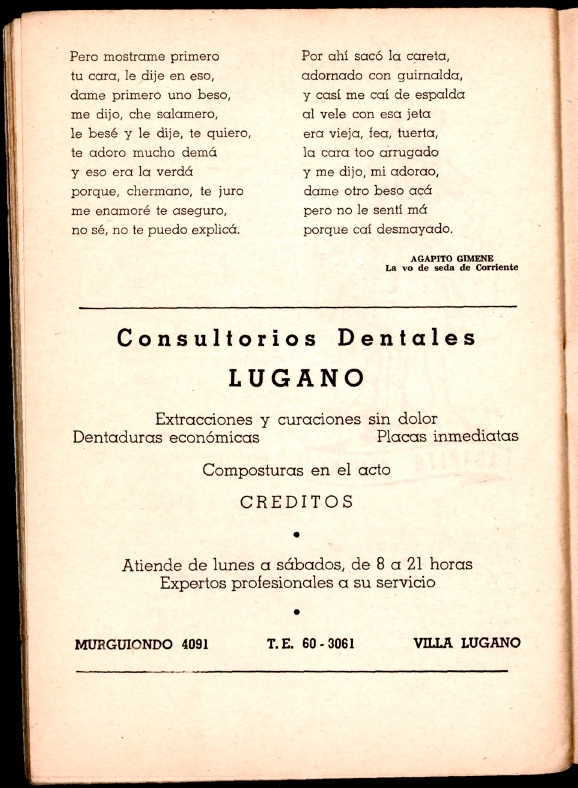 Pero mostrame primero
tu cara, le dije en eso,
dame primero uno beso,
me dijo, che salamero,
le besé y le dije, te quiero,
te adoro mucho demá
y eso era la verdá
porque, chermano, te juro
me enamoré te aseguro,
no sé, no te puedo explicá.
Por ahí sacó la careta,
adornado con guirnalda,
y casí me caí de espalda
al vele con esa jeta
era vieja, fea, tuerta,
la cara too arrugado
y me dijo, mi adorao,
dame otro beso acá
pero no le sentí má
porque caí desmayado.
AGAPITO GIMENE
La vo de seda de Corriente
Consultorios Dentales
LUGANO
Extracciones y curaciones sin dolor
Dentaduras económicas Placas inmediatas
Composturas en el acto
CREDITOS
Atiende de lunes a sábados, de 8 a 21 horas
Expertos profesionales a su servicio
MURGUIONDO 4091 T. E. 60 - 3061 VILLA LUGANO